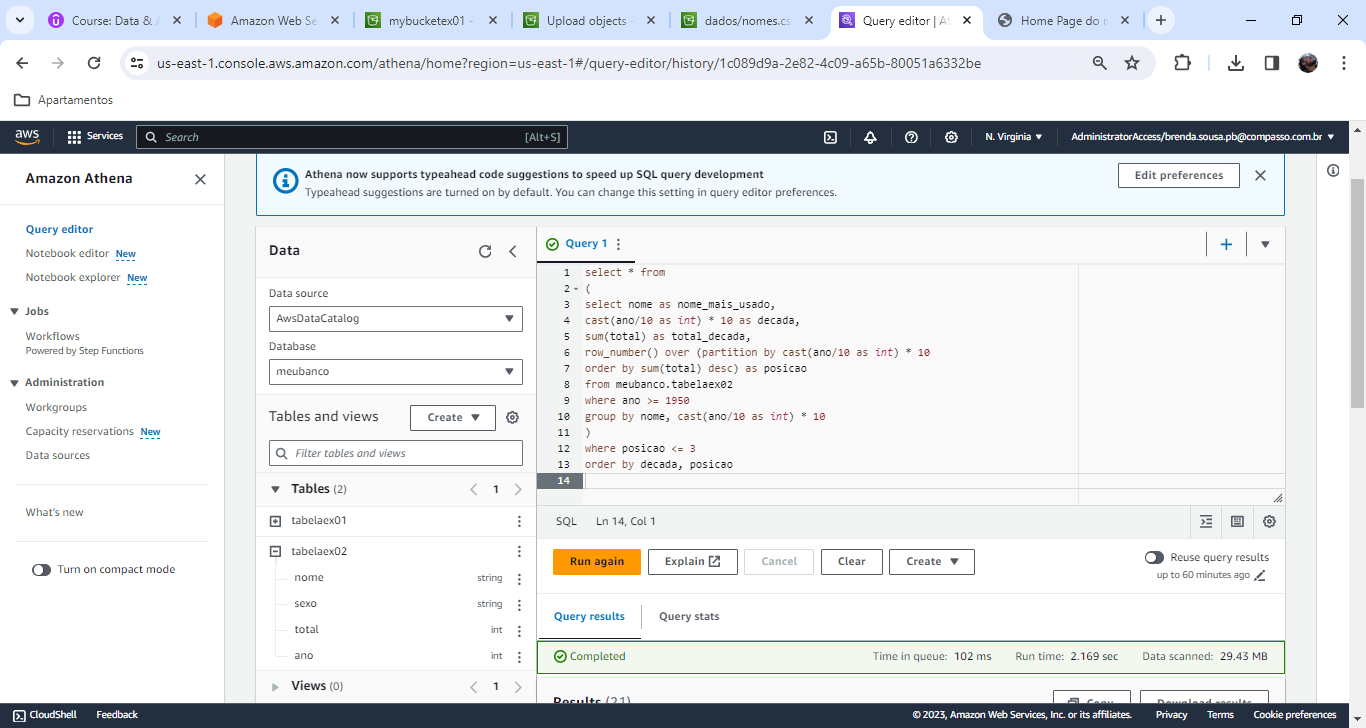 Course: Data & A
Amazon Web Se
mybucketex01 -
Upload objects -
dados/nomes.cs
Query editor | At
Home Page do r
us-east-1.console.aws.amazon.com/athena/home?region=us-east-1#/query-editor/history/1c089d9a-2e82-4c09-a65b-80051a6332be
Apartamentos
aws
Services
Search
[Alt+S]
N. Virginia
AdministratorAccess/brenda.sousa.pb@compasso.com.br
Amazon Athena
Query editor
Notebook editor New
Notebook explorer New
Jobs
Workflows
Powered by Step Functions
Administration
Workgroups
Capacity reservations New
Data sources
What's new
Turn on compact mode
Athena now supports typeahead code suggestions to speed up SQL query development
Typeahead suggestions are turned on by default. You can change this setting in query editor preferences.
Edit preferences
Data
Data source
AwsDataCatalog
Database
meubanco
Tables and views
Create
Filter tables and views
Tables (2)
1
tabelaex01
tabelaex02
nome string
sexo string
total int
ano int
Views (0)
1
Query 1
1 select * from
2 (
3 select nome as nome_mais_usado,
4 cast(ano/10 as int) * 10 as decada,
5 sum(total) as total_decada,
6 row_number() over (partition by cast(ano/10 as int) * 10
7 order by sum(total) desc) as posicao
8 from meubanco.tabelaex02
9 where ano >= 1950
10 group by nome, cast(ano/10 as int) * 10
11 )
12 where posicao <= 3
13 order by decada, posicao
14
SQL Ln 14, Col 1
Run again
Explain
Cancel
Clear
Create
Reuse query results
up to 60 minutes ago
Query results
Query stats
Completed
Time in queue: 102 ms
Run time: 2.169 sec
Data scanned: 29.43 MB
Results (21)
Copy
Download results
CloudShell
Feedback
© 2023, Amazon Web Services, Inc. or its affiliates.
Privacy
Terms
Cookie preferences